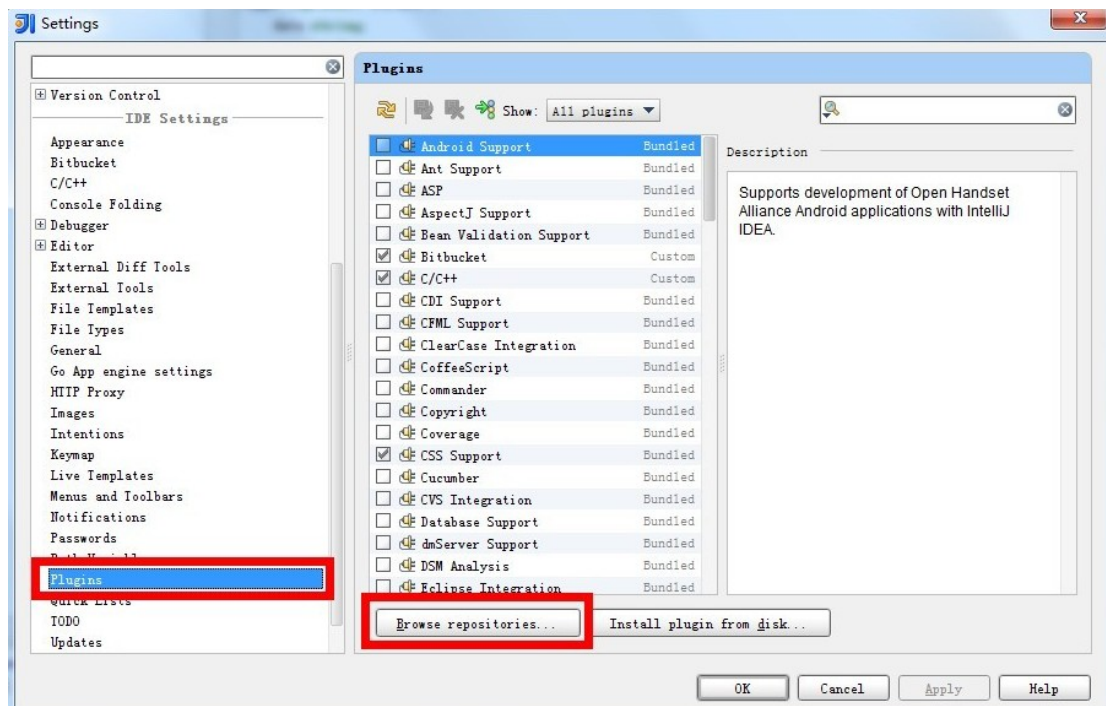 Settings
Plugins
Version Control
IDE Settings
Appearance
Bitbucket
C/C++
Console Folding
Debugger
Editor
External Diff Tools
External Tools
File Templates
File Types
General
Go App engine settings
HTTP Proxy
Images
Intentions
Keymap
Live Templates
Menus and Toolbars
Notifications
Passwords
Plugins
Quick Lists
TODO
Updates
Show: All plugins
Android Support Bundled
Ant Support Bundled
ASP Bundled
AspectJ Support Bundled
Bean Validation Support Bundled
Bitbucket Custom
C/C++ Custom
CDI Support Bundled
CFML Support Bundled
ClearCase Integration Bundled
CoffeeScript Bundled
Commander Bundled
Copyright Bundled
Coverage Bundled
CSS Support Bundled
Cucumber Bundled
CVS Integration Bundled
Database Support Bundled
dmServer Support Bundled
DSM Analysis Bundled
Eclipse Integration Bundled
Description
Supports development of Open Handset
Alliance Android applications with IntelliJ
IDEA.
Browse repositories... Install plugin from disk...
OK Cancel Apply Help